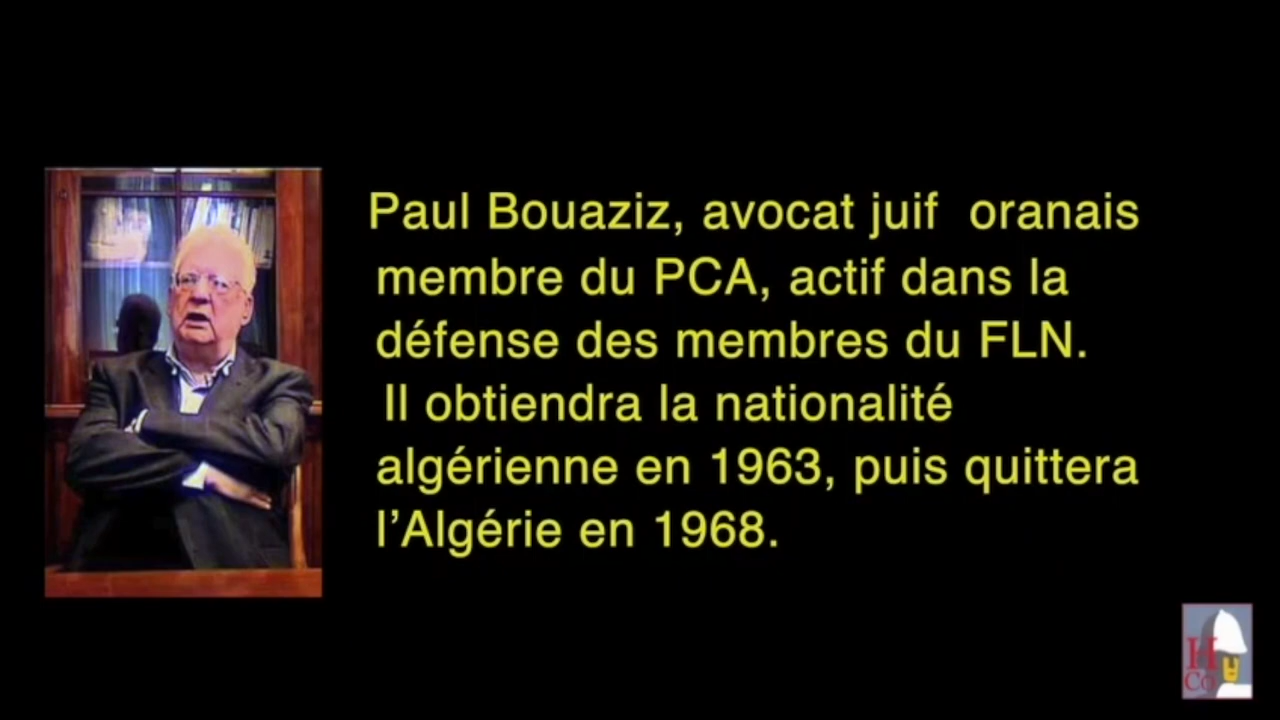 Paul Bouaziz, avocat juif oranais
membre du PCA, actif dans la
défense des membres du FLN.
Il obtiendra la nationalité
algérienne en 1963, puis quittera
l'Algérie en 1968.
H
Co